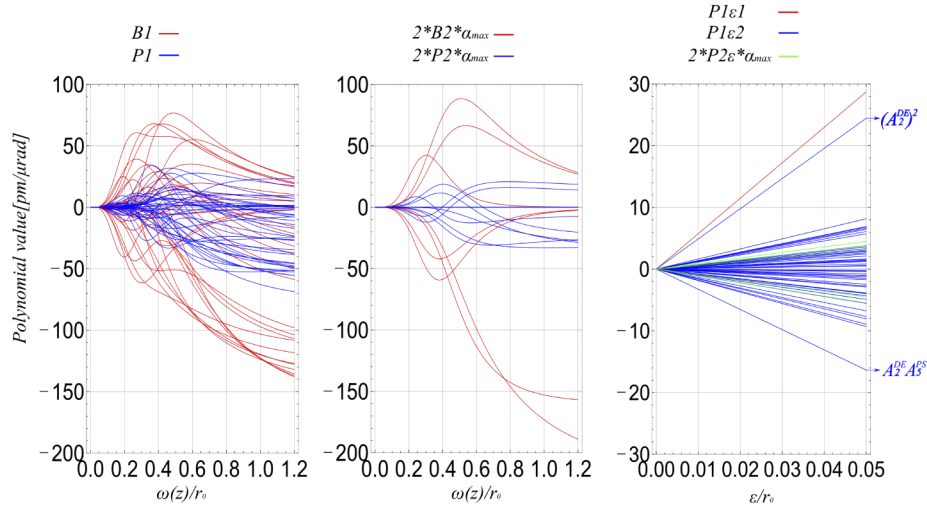 B1
P1
2*B2*αmax
2*P2*αmax
P1ε1
P1ε2
2*P2ε*αmax
Polynomial value[pm/μrad]
100
50
0
−50
−100
−150
−200
0.0 0.2 0.4 0.6 0.8 1.0 1.2
ω(z)/r₀
100
50
0
−50
−100
−150
−200
0.0 0.2 0.4 0.6 0.8 1.0 1.2
ω(z)/r₀
30
20
10
0
−10
−20
−30
0.00 0.01 0.02 0.03 0.04 0.05
ε/r₀
(A₂ᴰᴱ)²
A₂ᴰᴱA₅ᴾˢ